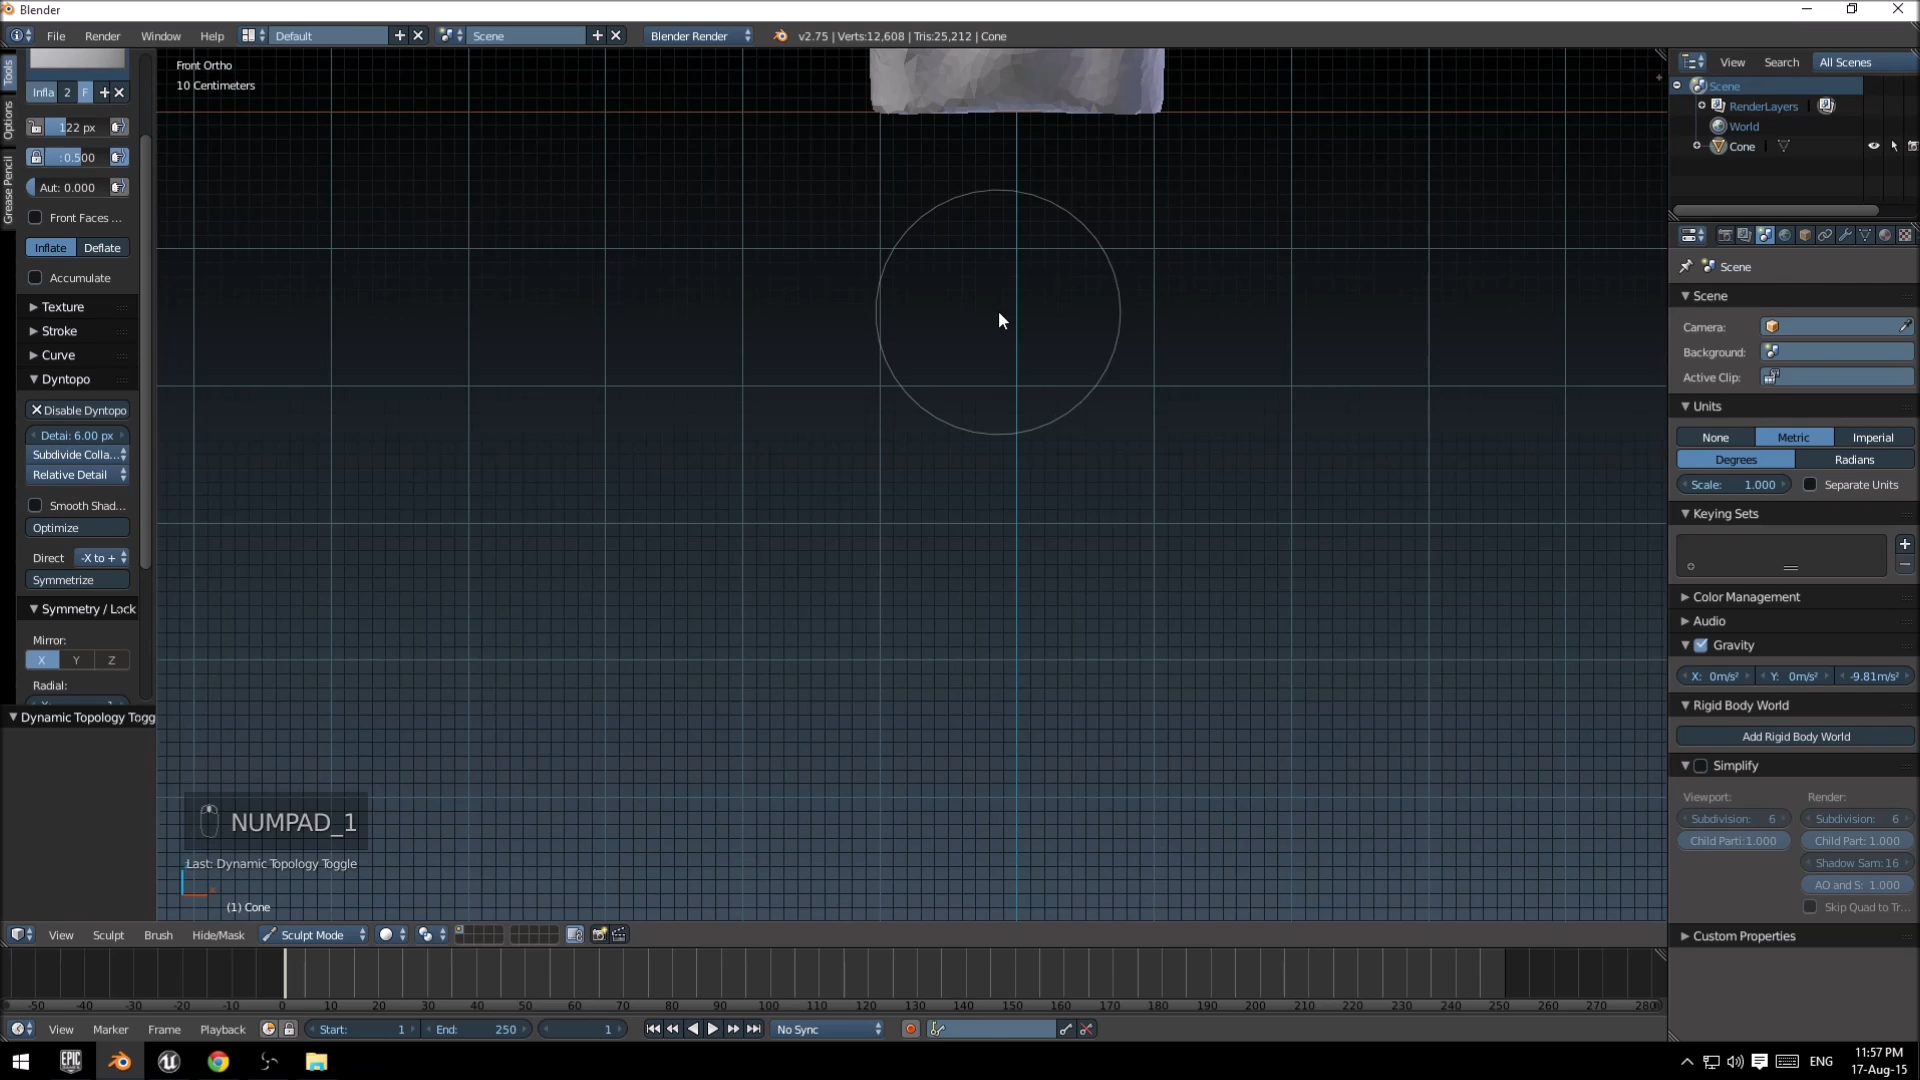 Blender
File Render Window Help Default Scene Blender Render v2.75 | Verts:12,608 | Tris:25,212 | Cone
Front Ortho
10 Centimeters
Tools
Options
Grease Pencil
Infla 2 F
122 px
:0.500
Aut: 0.000
Front Faces ...
Inflate Deflate
Accumulate
Texture
Stroke
Curve
Dyntopo
Disable Dyntopo
Detai: 6.00 px
Subdivide Colla...
Relative Detail
Smooth Shad...
Optimize
Direct -X to +
Symmetrize
Symmetry / Lock
Mirror:
X Y Z
Radial:
Dynamic Topology Togg
NUMPAD_1
Last: Dynamic Topology Toggle
(1) Cone
View Search All Scenes
Scene
RenderLayers
World
Cone
Scene
Scene
Camera:
Background:
Active Clip:
Units
None Metric Imperial
Degrees Radians
Scale: 1.000 Separate Units
Keying Sets
Color Management
Audio
Gravity
X: 0m/s² Y: 0m/s² -9.81m/s²
Rigid Body World
Add Rigid Body World
Simplify
Viewport: Render:
Subdivision: 6 Subdivision: 6
Child Parti:1.000 Child Part: 1.000
Shadow Sam: 16
AO and S: 1.000
Skip Quad to Tr...
Custom Properties
View Sculpt Brush Hide/Mask Sculpt Mode
-50 -40 -30 -20 -10 0 10 20 30 40 50 60 70 80 90 100 110 120 130 140 150 160 170 180 190 200 210 220 230 240 250 260 270 280
View Marker Frame Playback Start: 1 End: 250 1 No Sync
EPIC GAMES ENG 11:57 PM
17-Aug-15